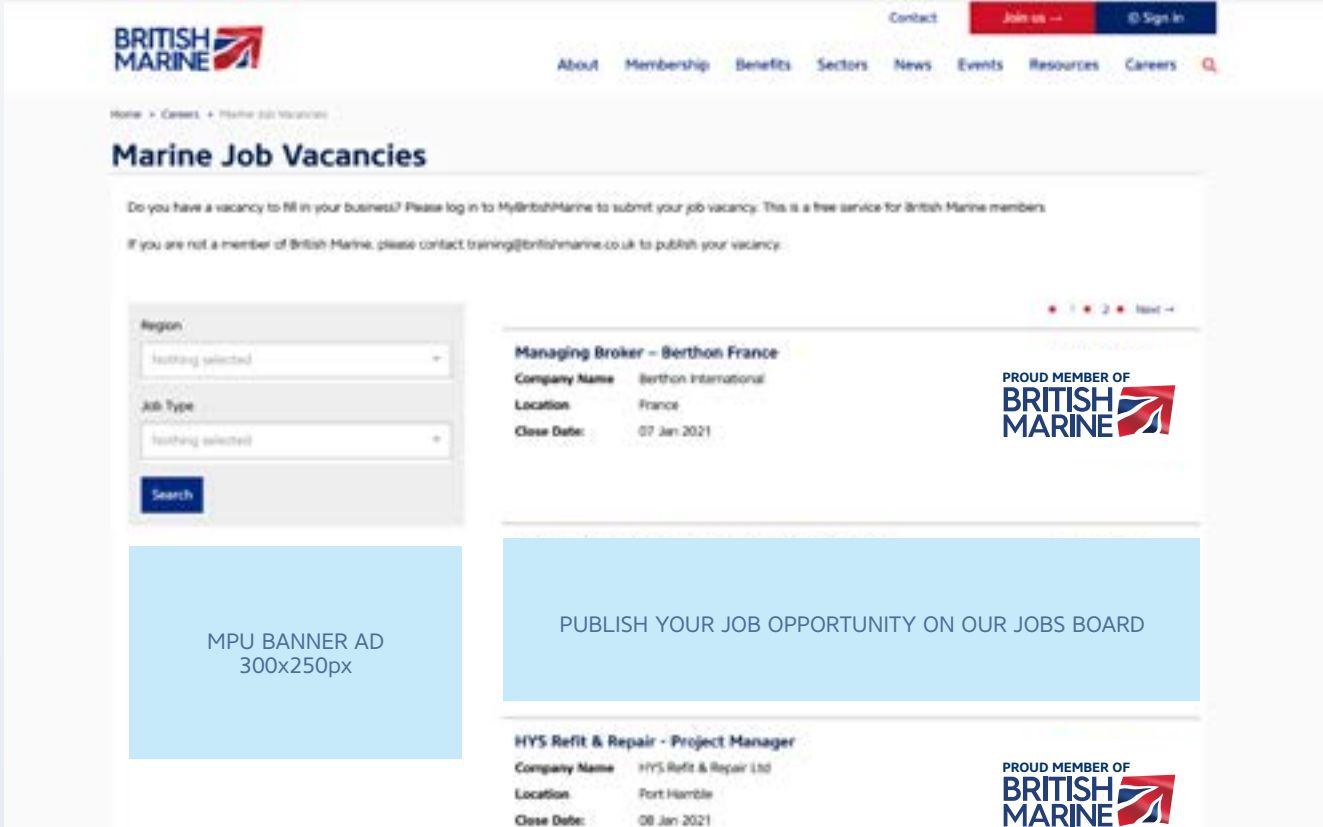 Contact
Join us →
Sign in
BRITISH
MARINE
About Membership Benefits Sectors News Events Resources Careers
Home Careers Marine Job Vacancies
Marine Job Vacancies
Do you have a vacancy to fill in your business? Please log in to MyBritishMarine to submit your job vacancy. This is a free service for British Marine members
If you are not a member of British Marine, please contact training@britishmarine.co.uk to publish your vacancy.
1 2 Next →
Region
Nothing selected
Job Type
Nothing selected
Search
Managing Broker – Berthon France
Company Name Berthon International
Location France
Close Date: 07 Jan 2021
PROUD MEMBER OF
BRITISH
MARINE
MPU BANNER AD
300x250px
PUBLISH YOUR JOB OPPORTUNITY ON OUR JOBS BOARD
HYS Refit & Repair - Project Manager
Company Name HYS Refit & Repair Ltd
Location Port Hamble
Close Date: 08 Jan 2021
PROUD MEMBER OF
BRITISH
MARINE